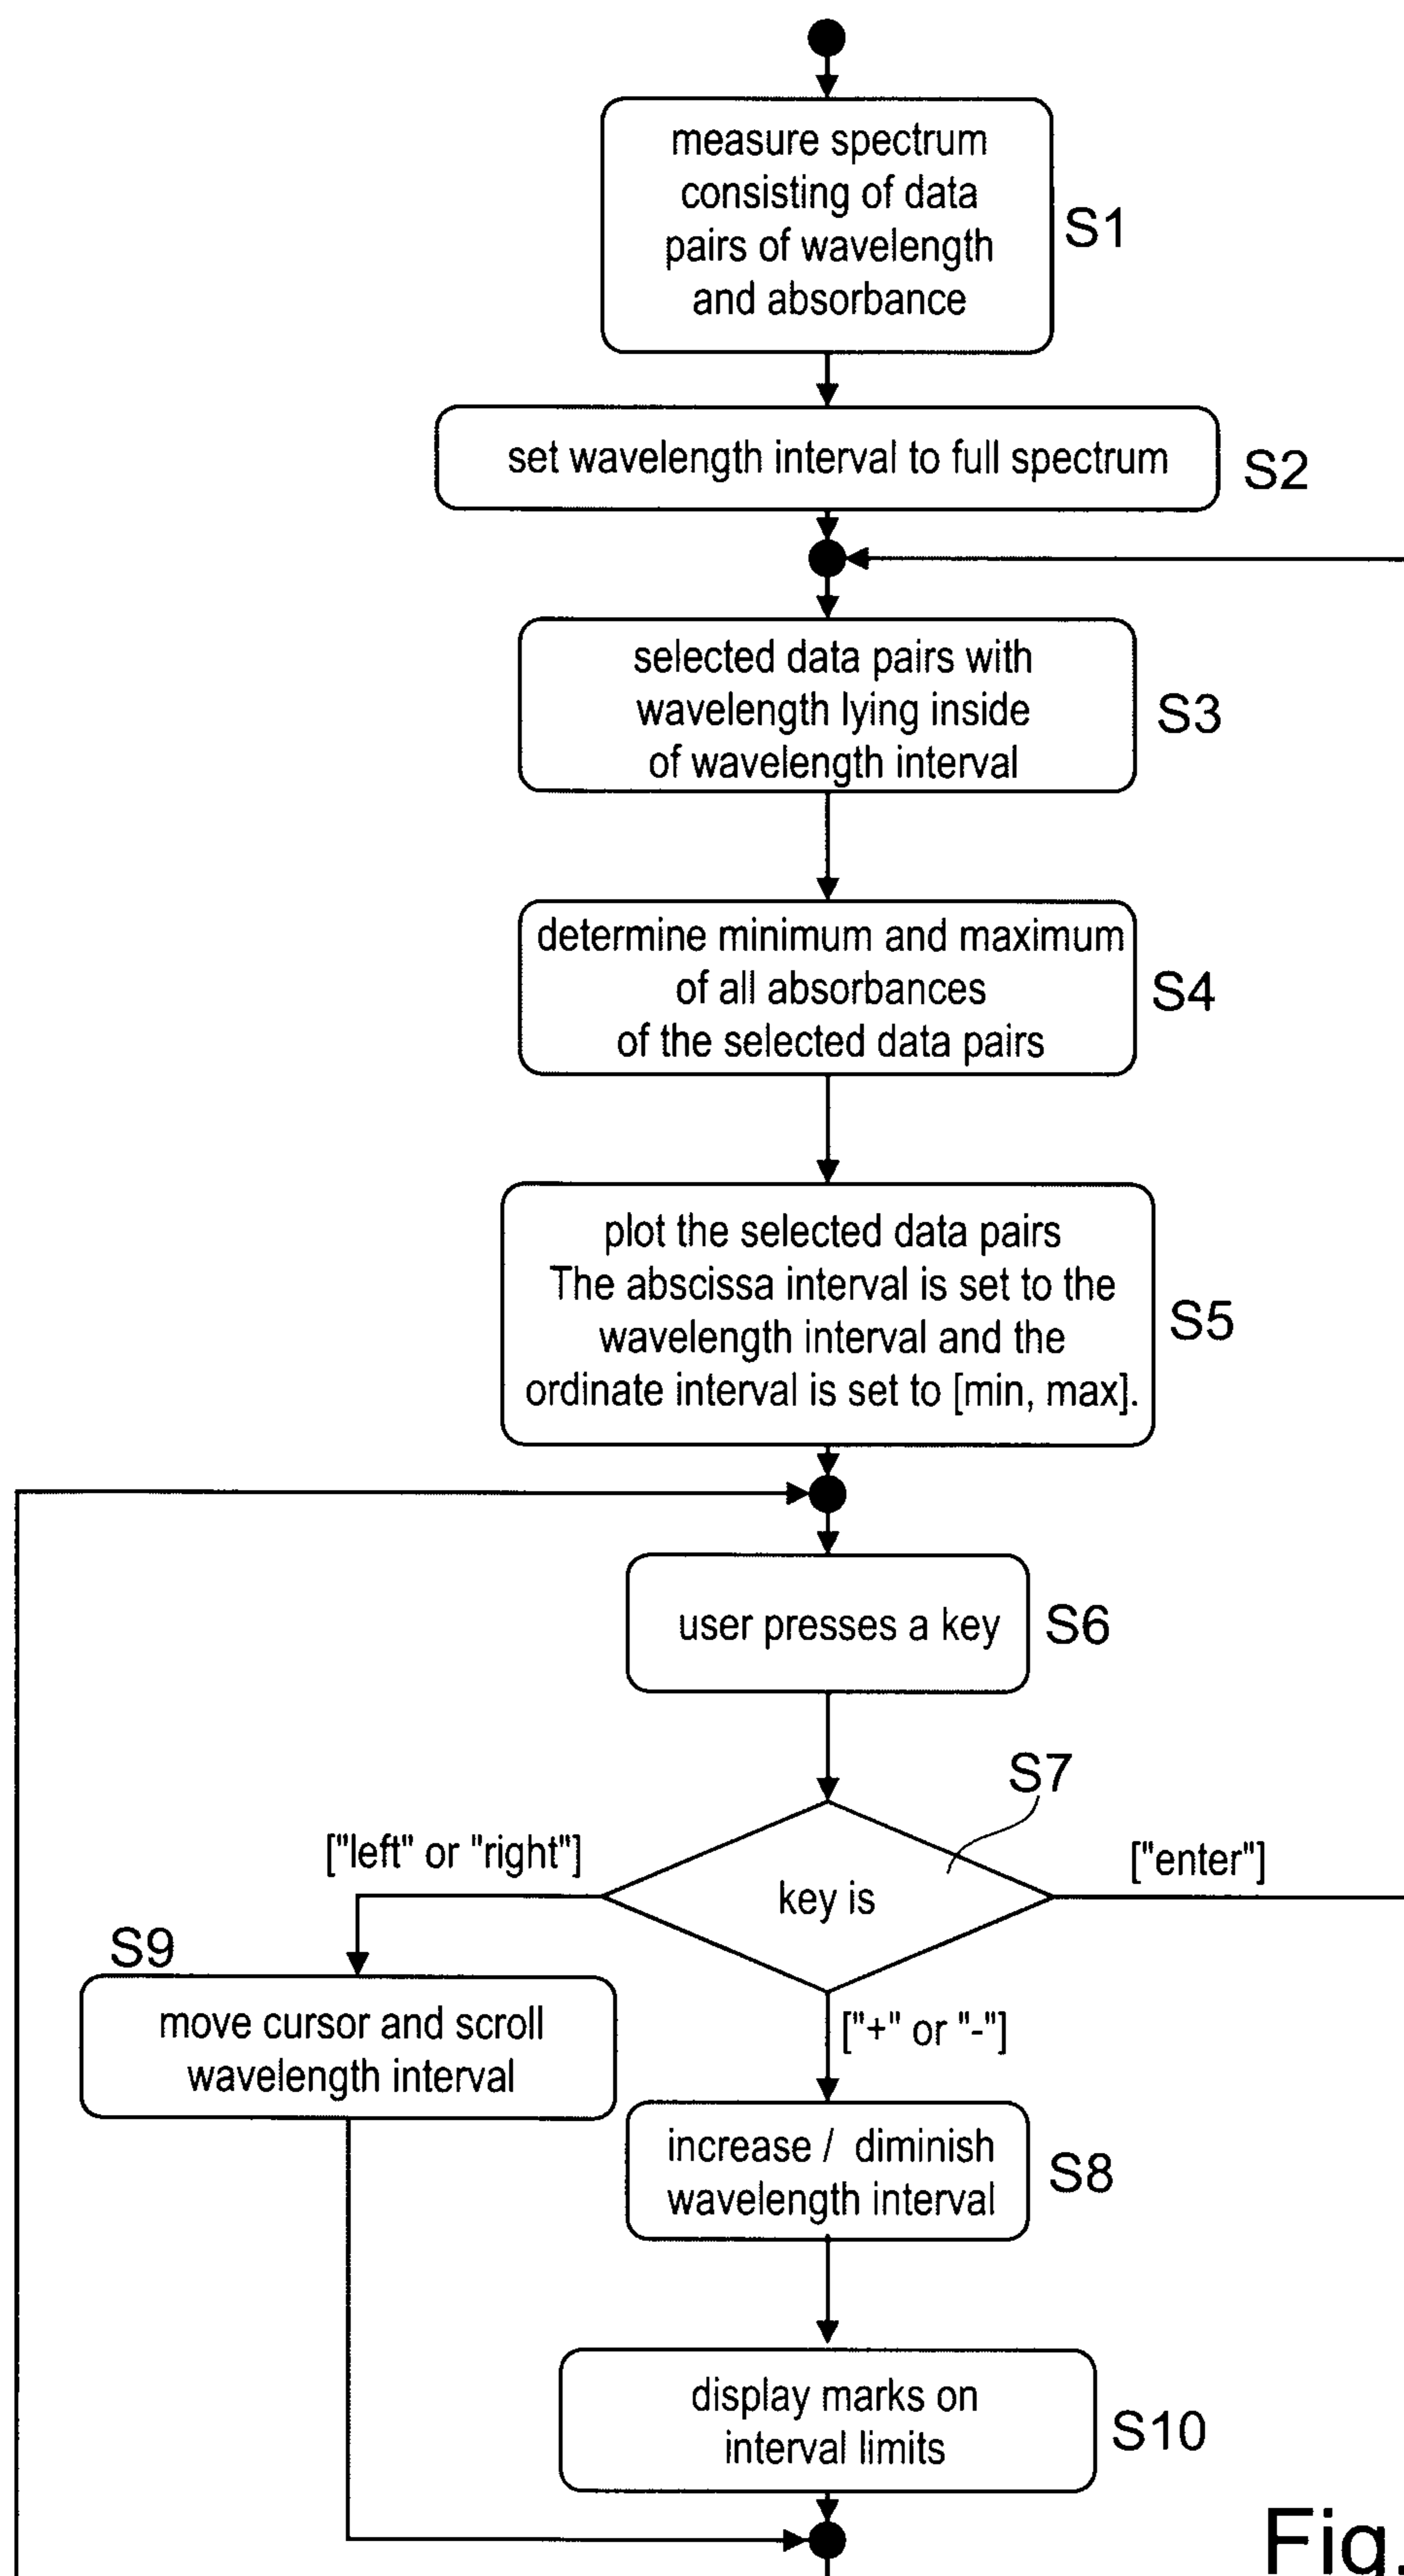 measure spectrum
consisting of data
pairs of wavelength
and absorbance
S1
set wavelength interval to full spectrum
S2
selected data pairs with
wavelength lying inside
of wavelength interval
S3
determine minimum and maximum
of all absorbances
of the selected data pairs
S4
plot the selected data pairs
The abscissa interval is set to the
wavelength interval and the
ordinate interval is set to [min, max].
S5
user presses a key
S6
S7
["left" or "right"]
key is
["enter"]
S9
move cursor and scroll
wavelength interval
["+" or "-"]
increase / diminish
wavelength interval
S8
display marks on
interval limits
S10
Fig.